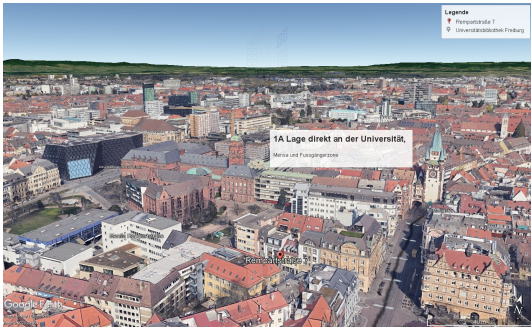 Legende
Rempartstraße 7
Universitätsbibliothek Freiburg
1A Lage direkt an der Universität,
Mensa und Fussgängerzone
Rempartstraße 7
Google Earth